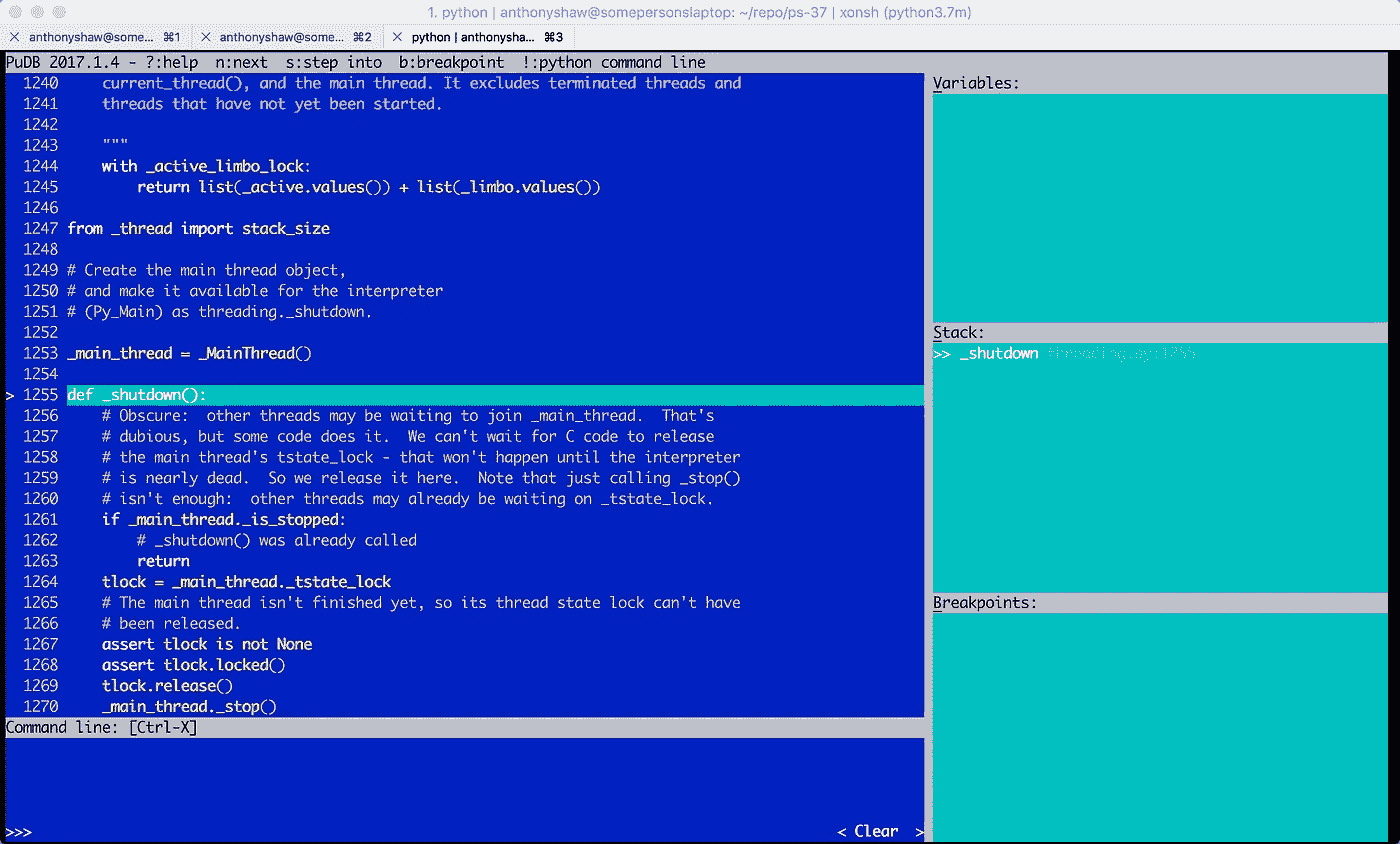 1. python | anthonyshaw@somepersonslaptop: ~/repo/ps-37 | xonsh (python3.7m)
anthonyshaw@some... ⌘1 anthonyshaw@some... ⌘2 python | anthonysha... ⌘3
PuDB 2017.1.4 - ?:help  n:next  s:step into  b:breakpoint  !:python command line
1240     current_thread(), and the main thread. It excludes terminated threads and
1241     threads that have not yet been started.
1242
1243     """
1244     with _active_limbo_lock:
1245         return list(_active.values()) + list(_limbo.values())
1246
1247 from _thread import stack_size
1248
1249 # Create the main thread object,
1250 # and make it available for the interpreter
1251 # (Py_Main) as threading._shutdown.
1252
1253 _main_thread = _MainThread()
1254
> 1255 def _shutdown():
1256     # Obscure:  other threads may be waiting to join _main_thread.  That's
1257     # dubious, but some code does it.  We can't wait for C code to release
1258     # the main thread's tstate_lock - that won't happen until the interpreter
1259     # is nearly dead.  So we release it here.  Note that just calling _stop()
1260     # isn't enough:  other threads may already be waiting on _tstate_lock.
1261     if _main_thread._is_stopped:
1262         # _shutdown() was already called
1263         return
1264     tlock = _main_thread._tstate_lock
1265     # The main thread isn't finished yet, so its thread state lock can't have
1266     # been released.
1267     assert tlock is not None
1268     assert tlock.locked()
1269     tlock.release()
1270     _main_thread._stop()
Command line: [Ctrl-X]
>>>
< Clear  >
Variables:
Stack:
>> _shutdown threading.py:1255
Breakpoints: